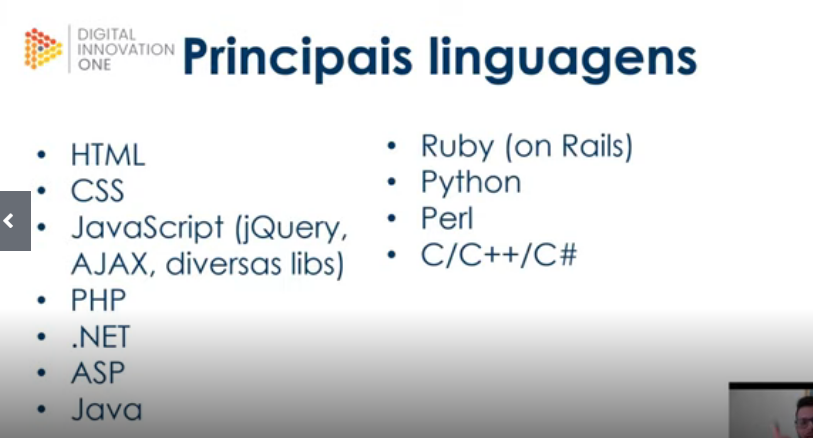 DIGITAL
INNOVATION
ONE
Principais linguagens
• HTML
• CSS
• JavaScript (jQuery,
AJAX, diversas libs)
• PHP
• .NET
• ASP
• Java
• Ruby (on Rails)
• Python
• Perl
• C/C++/C#